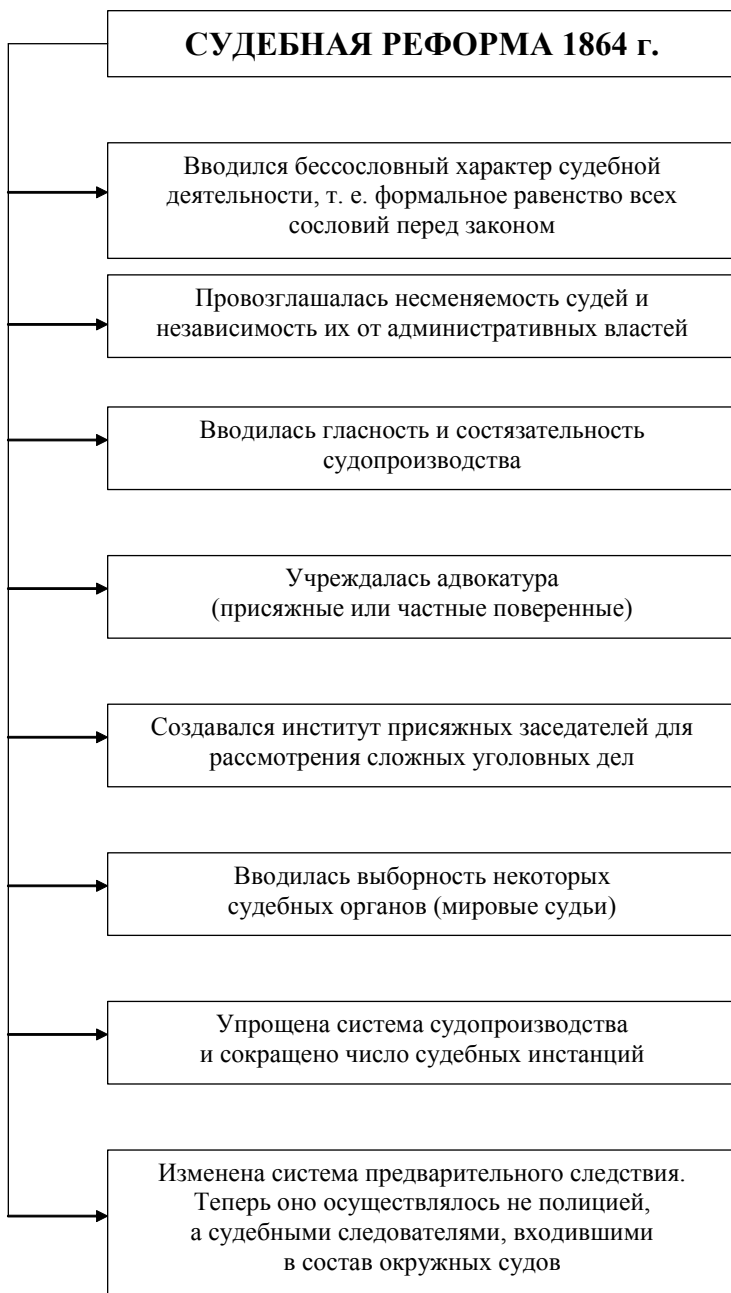 СУДЕБНАЯ РЕФОРМА 1864 г.
Вводился бессословный характер судебной
деятельности, т. е. формальное равенство всех
сословий перед законом
Провозглашалась несменяемость судей и
независимость их от административных властей
Вводилась гласность и состязательность
судопроизводства
Учреждалась адвокатура
(присяжные или частные поверенные)
Создавался институт присяжных заседателей для
рассмотрения сложных уголовных дел
Вводилась выборность некоторых
судебных органов (мировые судьи)
Упрощена система судопроизводства
и сокращено число судебных инстанций
Изменена система предварительного следствия.
Теперь оно осуществлялось не полицией,
а судебными следователями, входившими
в состав окружных судов